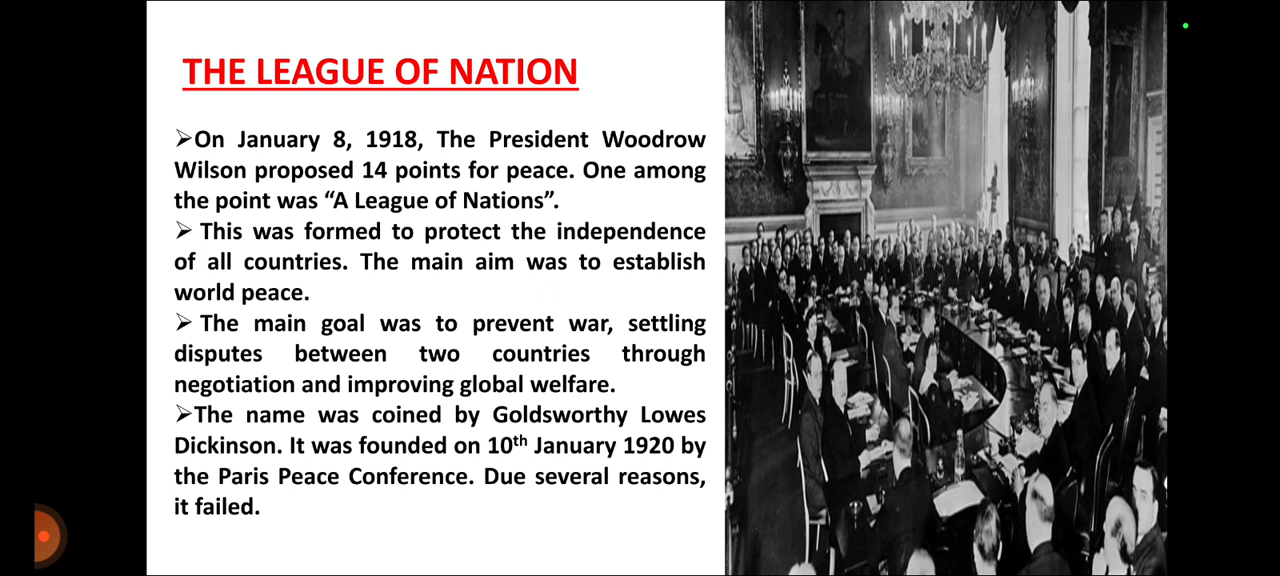 THE LEAGUE OF NATION
➢On January 8, 1918, The President Woodrow
Wilson proposed 14 points for peace. One among
the point was “A League of Nations”.
➢ This was formed to protect the independence
of all countries. The main aim was to establish
world peace.
➢ The main goal was to prevent war, settling
disputes between two countries through
negotiation and improving global welfare.
➢The name was coined by Goldsworthy Lowes
Dickinson. It was founded on 10th January 1920 by
the Paris Peace Conference. Due several reasons,
it failed.